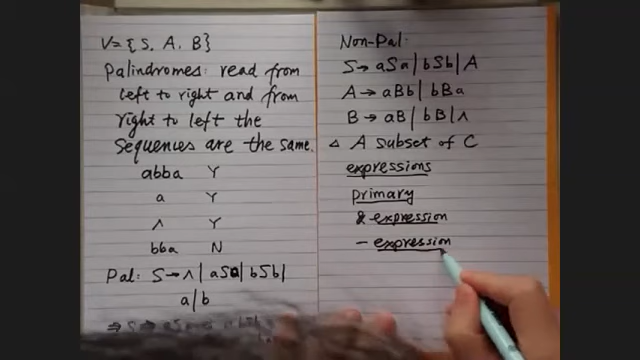 V = { S, A, B}
Palindromes: read from
left to right and from
right to left the
sequences are the same.
abba Y
a Y
Λ Y
bba N
Pal: S → Λ | aSa | bSb |
a | b
Non-Pal:
S → aSa | bSb | A
A → aBb | bBa
B → aB | bB | Λ
△ A subset of C
expressions
primary
& expression
- expression